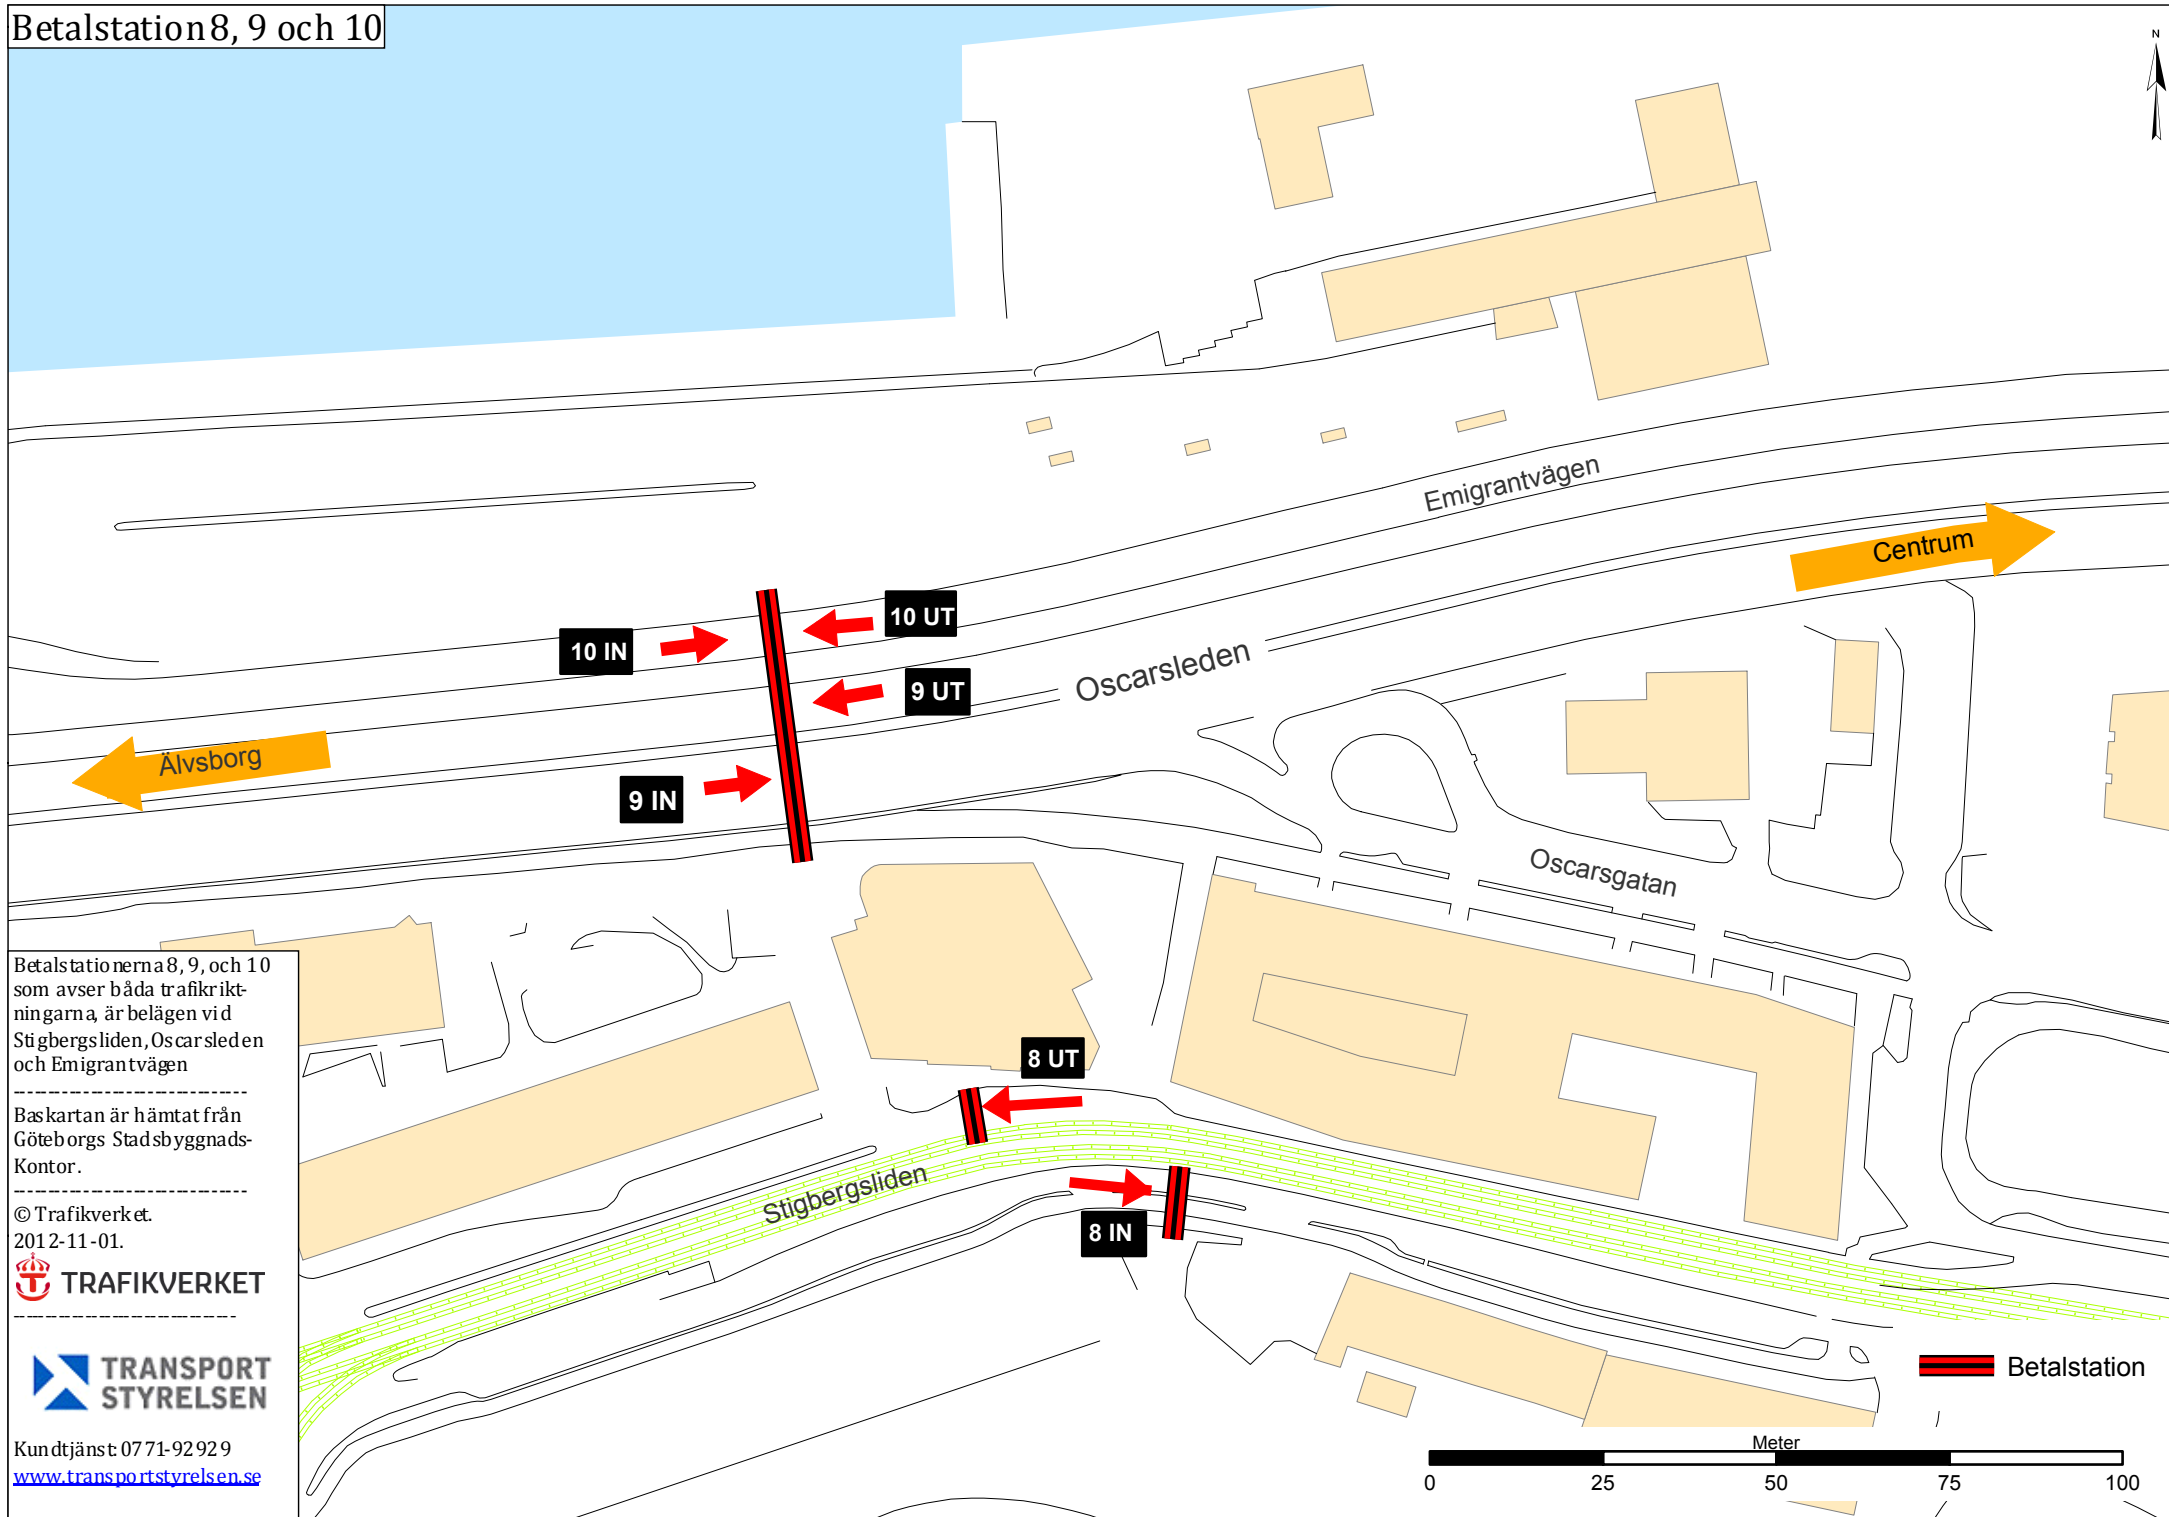 Betalstation 8, 9 och 10
N
Emigrantvägen
Centrum
10 UT
10 IN
Oscarsleden
9 UT
Älvsborg
9 IN
Oscarsgatan
8 UT
Stigbergsliden
8 IN
Betalstationerna 8, 9, och 10
som avser båda trafikrikt-
ningarna, är belägen vid
Stigbergsliden, Oscarsleden
och Emigrantvägen
--------------------------------
Baskartan är hämtat från
Göteborgs Stadsbyggnads-
Kontor.
--------------------------------
© Trafikverket.
2012-11-01.
TRAFIKVERKET
--------------------------------
TRANSPORT
STYRELSEN
Kundtjänst: 0771-92929
www.transportstyrelsen.se
Betalstation
Meter
0 25 50 75 100